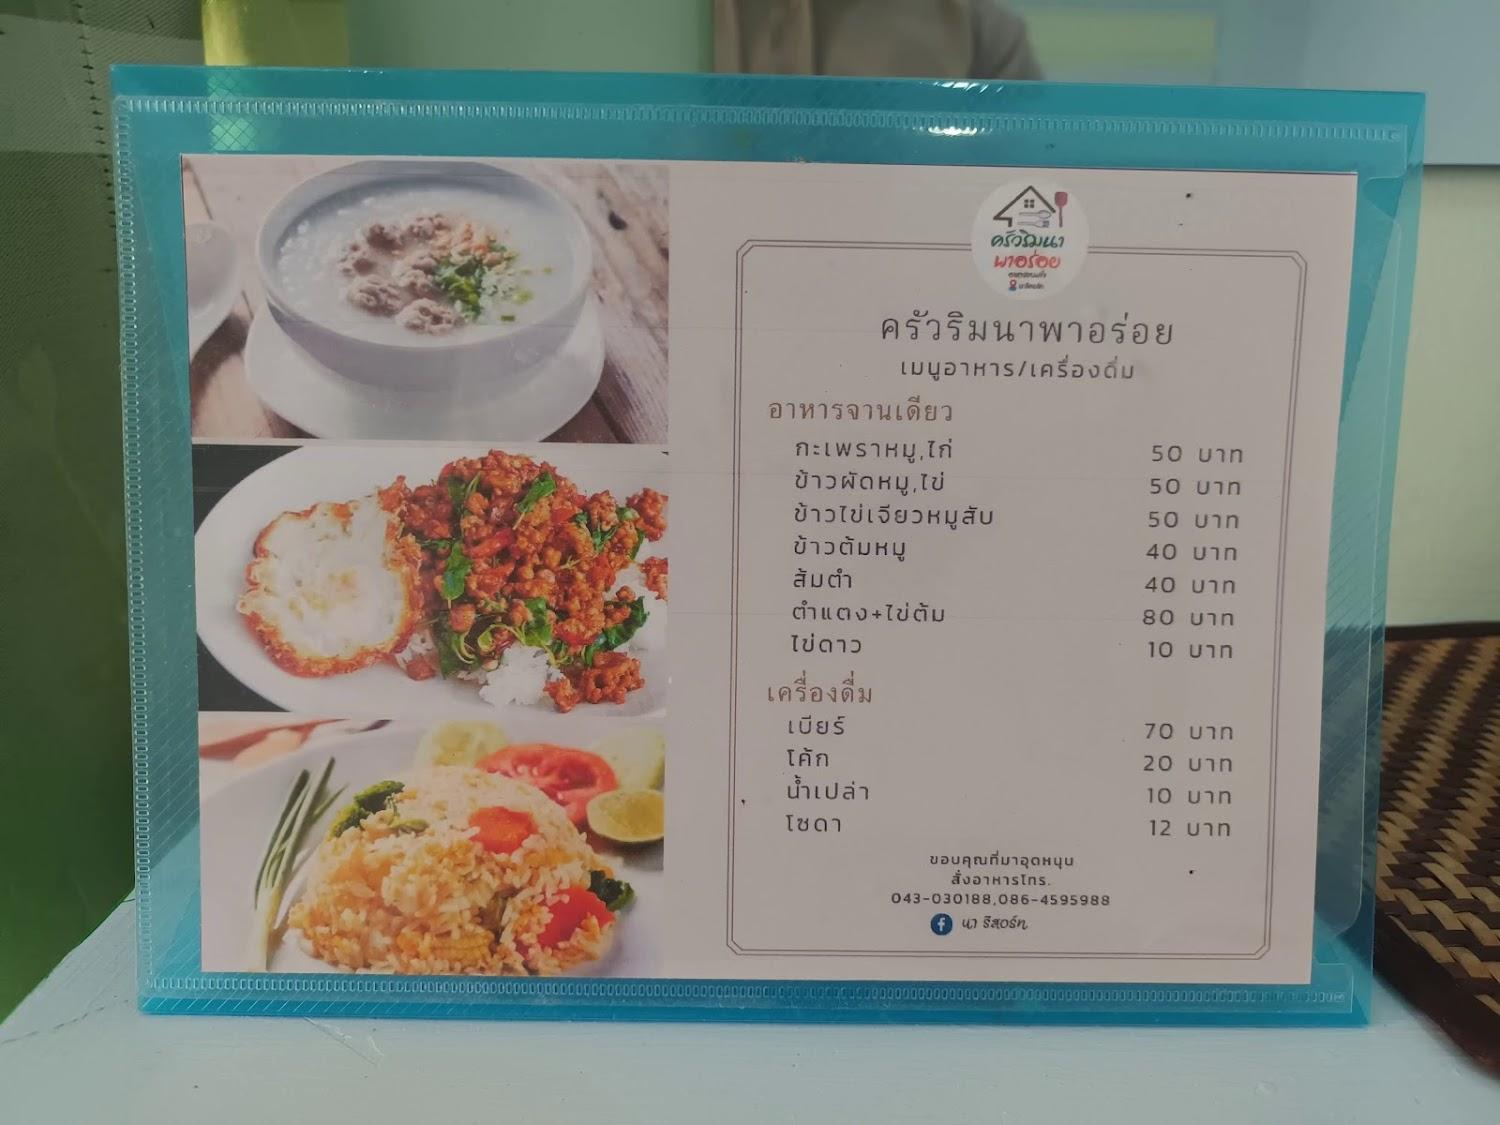 ครัวริมนา
พาอร่อย
ครัวริมนาพาอร่อย
เมนูอาหาร/เครื่องดื่ม
อาหารจานเดียว
กะเพราหมู,ไก่ 50 บาท
ข้าวผัดหมู,ไข่ 50 บาท
ข้าวไข่เจียวหมูสับ 50 บาท
ข้าวต้มหมู 40 บาท
ส้มตำ 40 บาท
ตำแตง+ไข่ต้ม 80 บาท
ไข่ดาว 10 บาท
เครื่องดื่ม
เบียร์ 70 บาท
โค้ก 20 บาท
น้ำเปล่า 10 บาท
โซดา 12 บาท
ขอบคุณที่มาอุดหนุน
สั่งอาหารโทร.
043-030188,086-4595988
นา รีสอร์ท